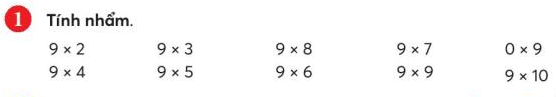 1 Tính nhẩm.
9 × 2 9 × 3 9 × 8 9 × 7 0 × 9
9 × 4 9 × 5 9 × 6 9 × 9 9 × 10